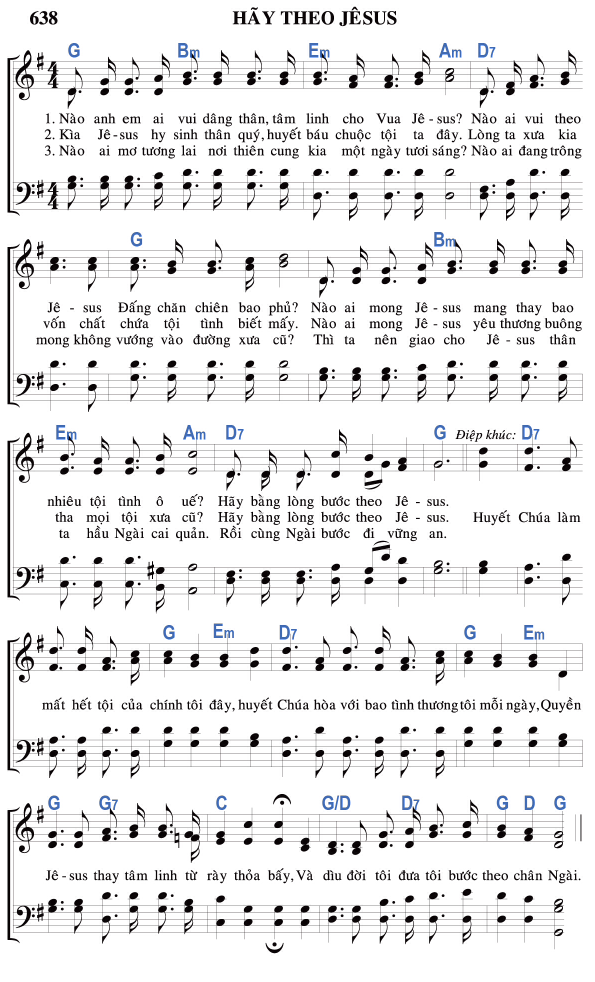 638 HÃY THEO JÊSUS
G Bm Em Am D7
1. Nào anh em ai vui dâng thân, tâm linh cho Vua Jê - sus? Nào ai vui theo
2. Kìa Jê - sus hy sinh thân quý, huyết báu chuộc tội ta đây. Lòng ta xưa kia
3. Nào ai mơ tương lai nơi thiên cung kia một ngày tươi sáng? Nào ai đang trông
G Bm
Jê - sus Đấng chăn chiên bao phủ? Nào ai mong Jê - sus mang thay bao
vốn chất chứa tội tình biết mấy. Nào ai mong Jê - sus yêu thương buông
mong không vướng vào đường xưa cũ? Thì ta nên giao cho Jê - sus thân
Em Am D7 G Điệp khúc: D7
nhiêu tội tình ô uế? Hãy bằng lòng bước theo Jê - sus.
tha mọi tội xưa cũ? Hãy bằng lòng bước theo Jê - sus. Huyết Chúa làm
ta hầu Ngài cai quản. Rồi cùng Ngài bước đi vững an.
G Em D7 G Em
mất hết tội của chính tôi đây, huyết Chúa hòa với bao tình thương tôi mỗi ngày, Quyền
G G7 C G/D D7 G D G
Jê - sus thay tâm linh từ rày thỏa bấy, Và dìu đời tôi đưa tôi bước theo chân Ngài.